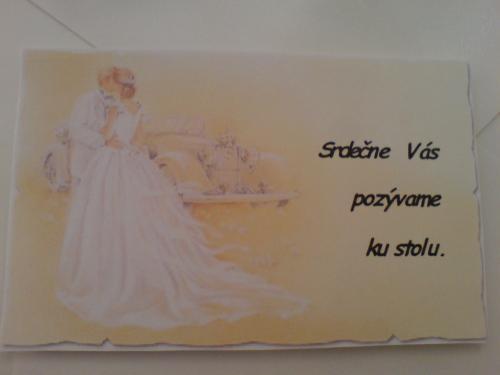 Srdečne Vás
pozývame
ku stolu.